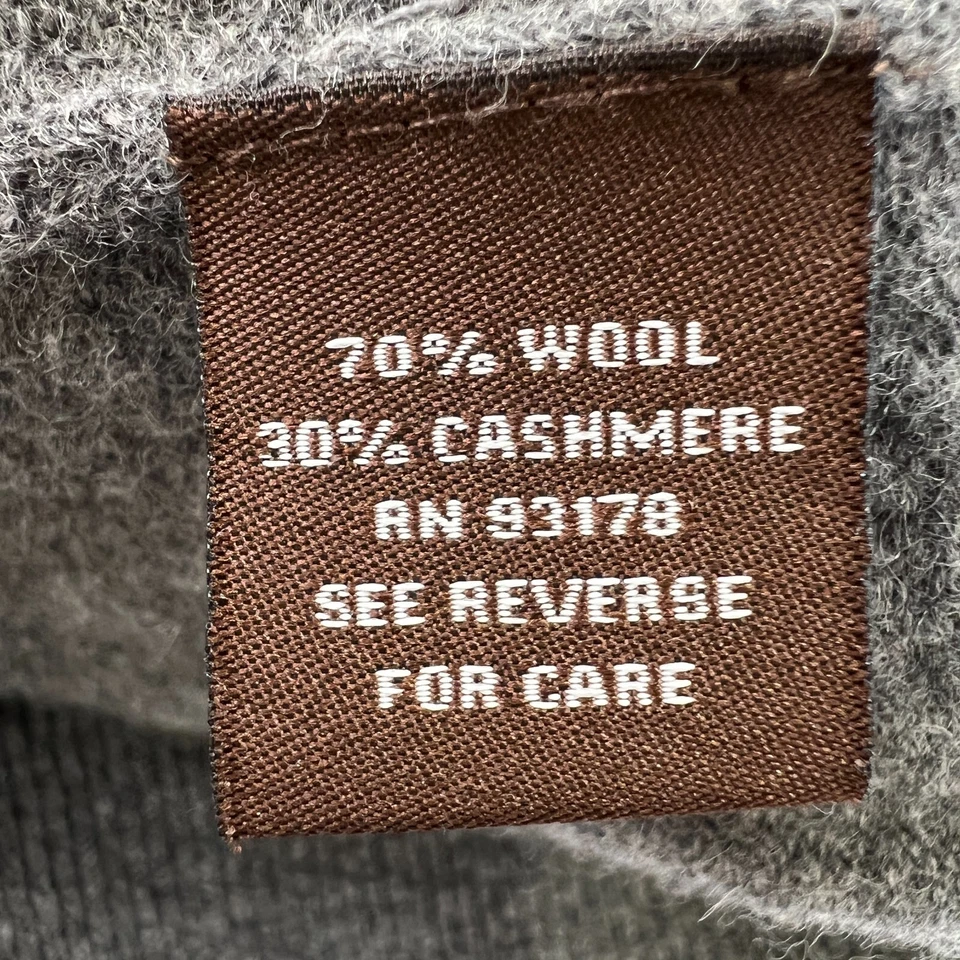 70% WOOL
30% CASHMERE
RN 93178
SEE REVERSE
FOR CARE